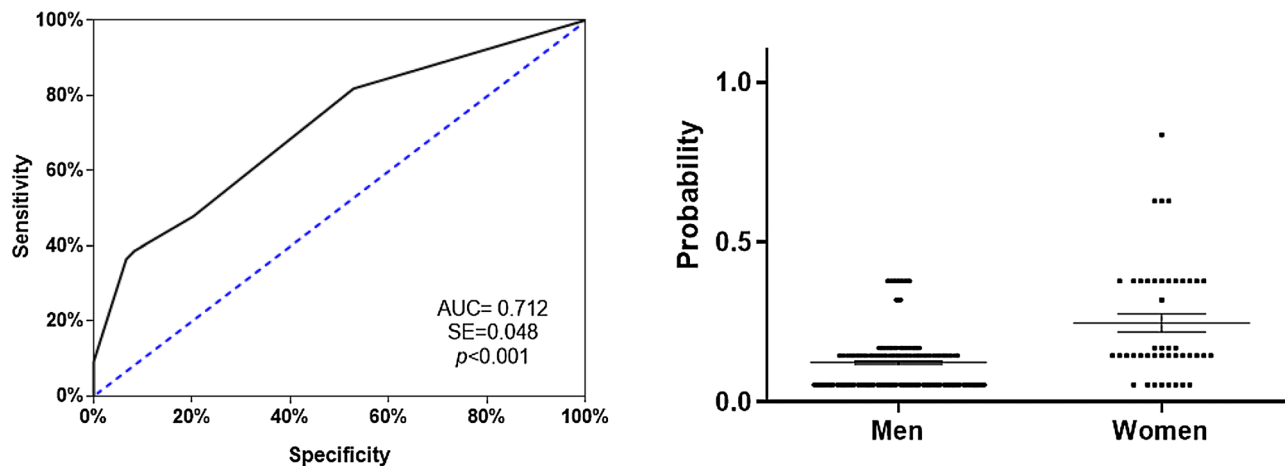 100%
80%
60%
40%
20%
0%
Sensitivity
AUC= 0.712
SE=0.048
p<0.001
0% 20% 40% 60% 80% 100%
Specificity
1.0
0.5
0.0
Probability
Men Women